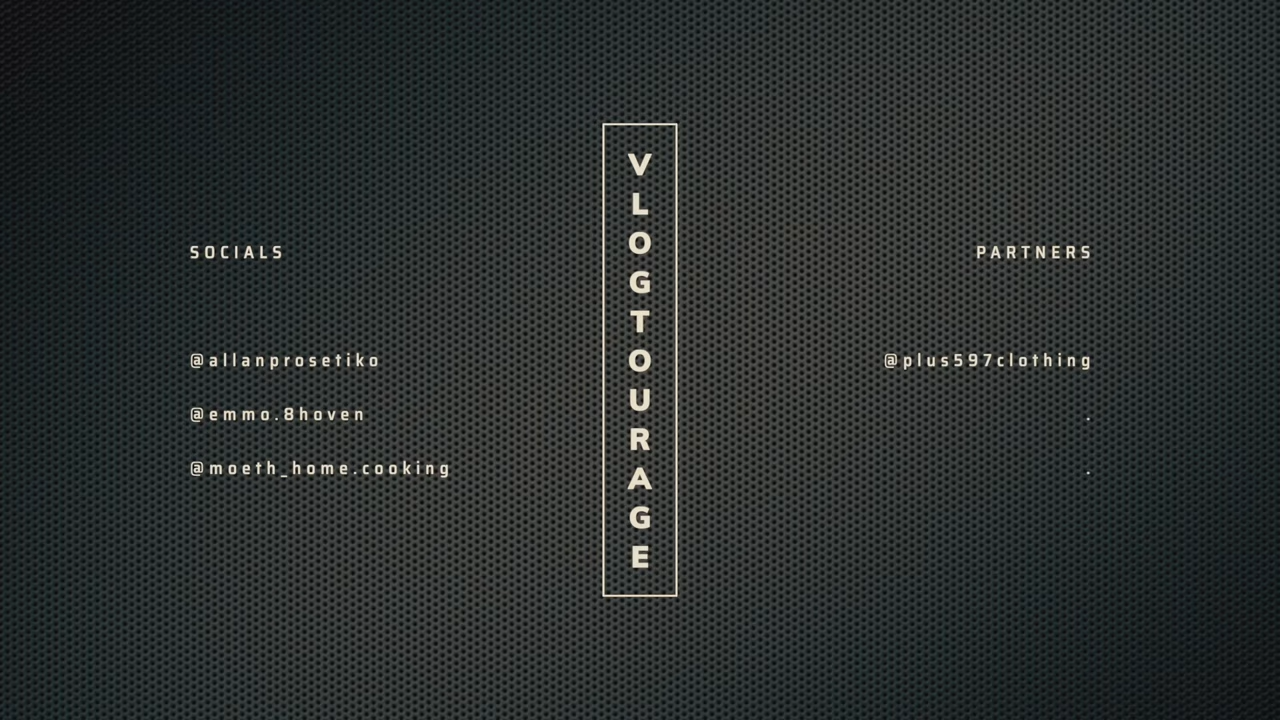 SOCIALS
@allanprosetiko
@emmo.8hoven
@moeth_home.cooking
VLOGTOURAGE
PARTNERS
@plus597clothing
.
.